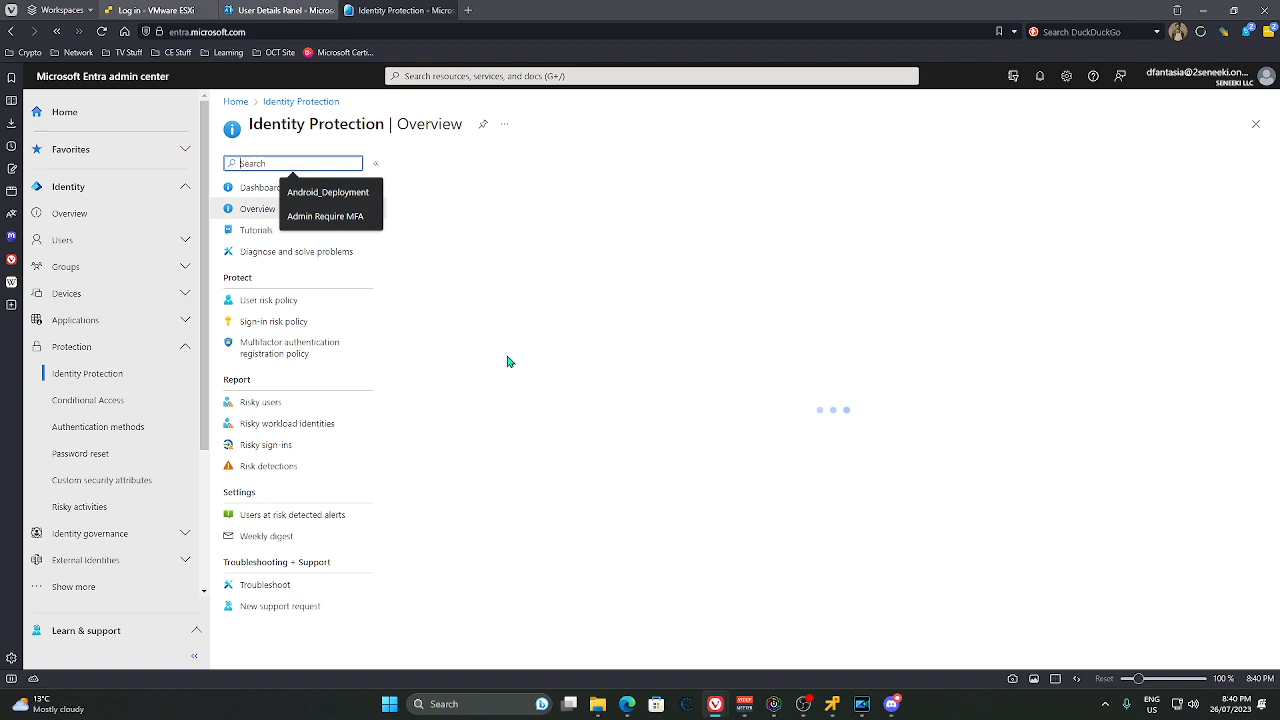 Workspaces
Log in - VMware ESXi
User Details Panel - Micros
Identity Protection - Micro
entra.microsoft.com
Search DuckDuckGo
2
2
Crypto
Network
TV Stuff
CE Stuff
Learning
OCT Site
Microsoft Certi...
Microsoft Entra admin center
Search resources, services, and docs (G+/)
dfantasia@2seneeki.on...
SENEEKI LLC
Home
Favorites
Identity
Overview
Users
Groups
Devices
Applications
Protection
Identity Protection
Conditional Access
Authentication methods
Password reset
Custom security attributes
Risky activities
Identity governance
External Identities
Show more
Learn & support
Home > Identity Protection
Identity Protection | Overview
Search
Android_Deployment
Admin Require MFA
Dashboard
Overview
Tutorials
Diagnose and solve problems
Protect
User risk policy
Sign-in risk policy
Multifactor authentication
registration policy
Report
Risky users
Risky workload identities
Risky sign-ins
Risk detections
Settings
Users at risk detected alerts
Weekly digest
Troubleshooting + Support
Troubleshoot
New support request
Reset
100 %
8:40 PM
13°C
Mostly cloudy
Search
ENG
US
8:40 PM
26/07/2023